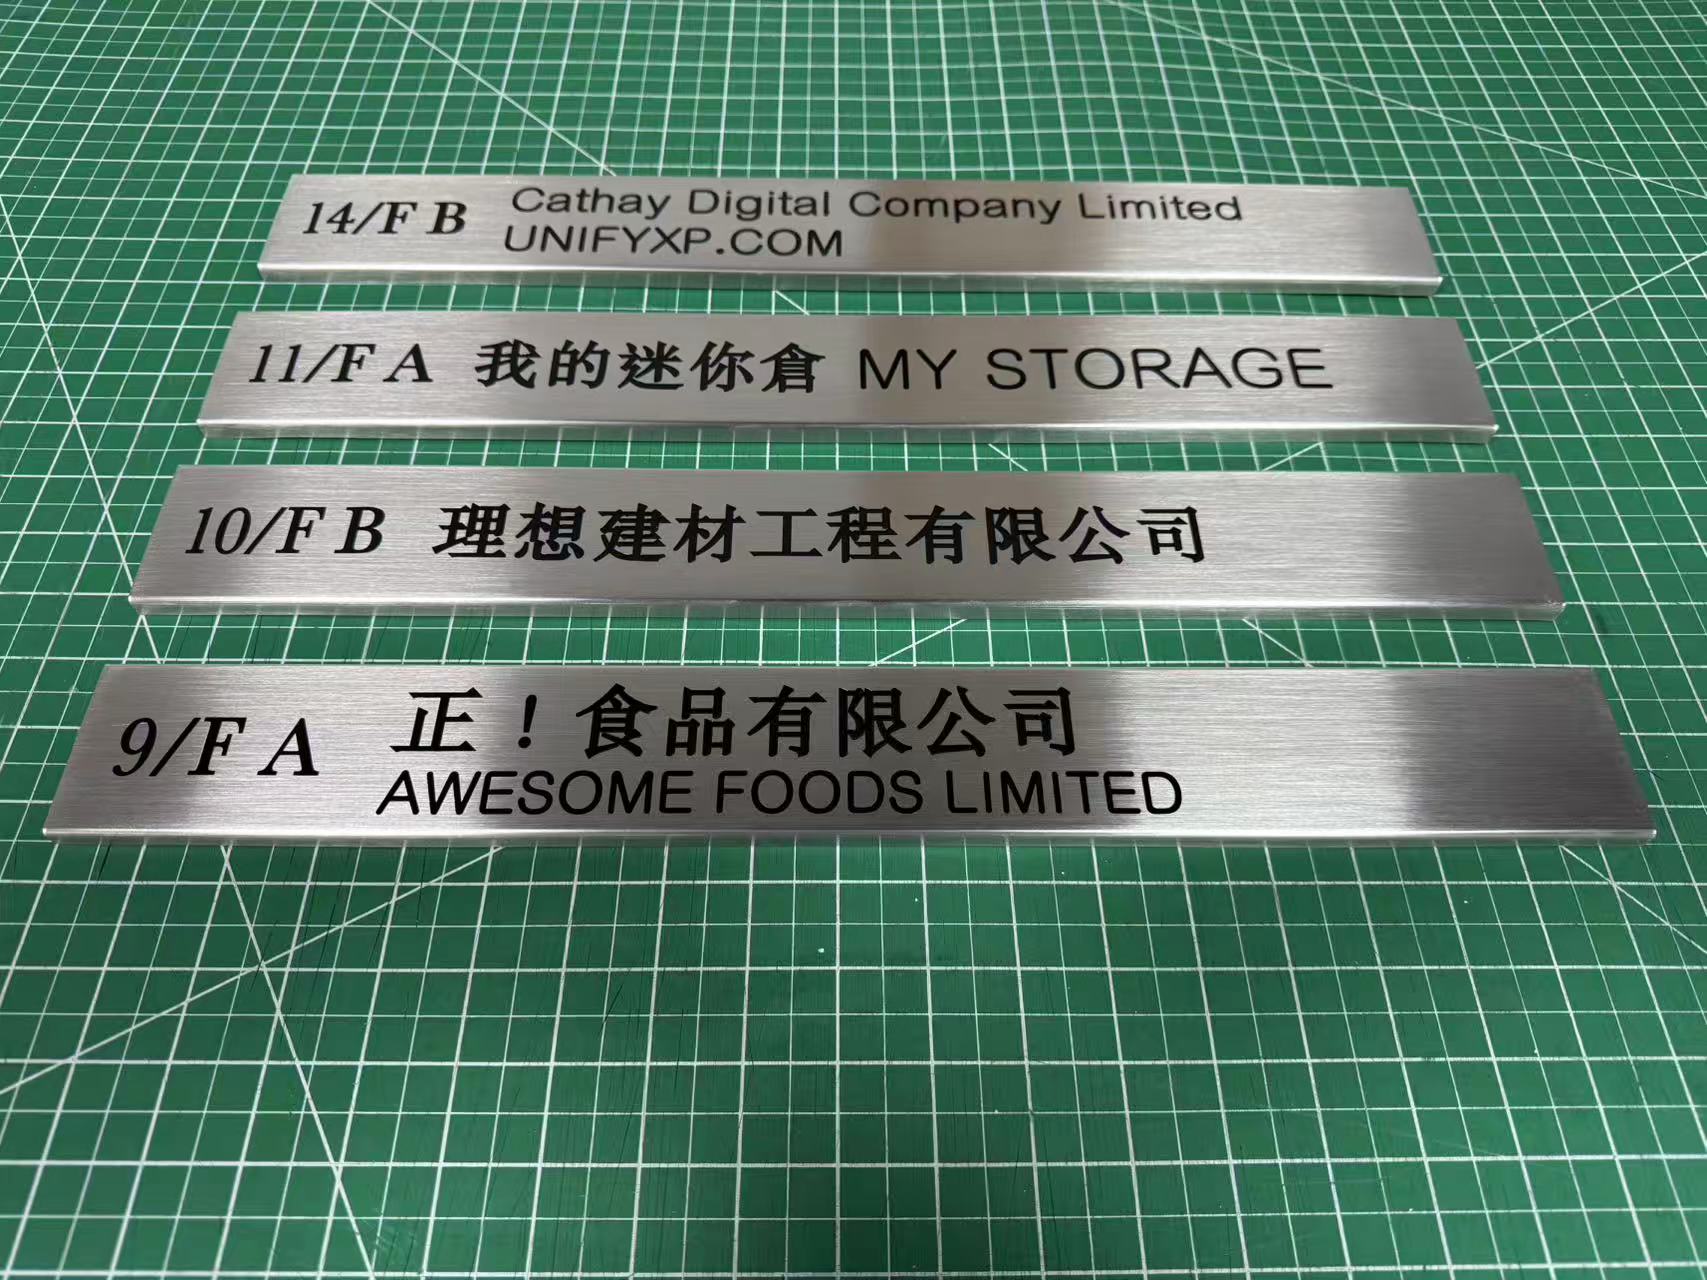 14/F B Cathay Digital Company Limited
UNIFYXP.COM
11/F A 我的迷你倉 MY STORAGE
10/F B 理想建材工程有限公司
9/F A 正！食品有限公司
AWESOME FOODS LIMITED